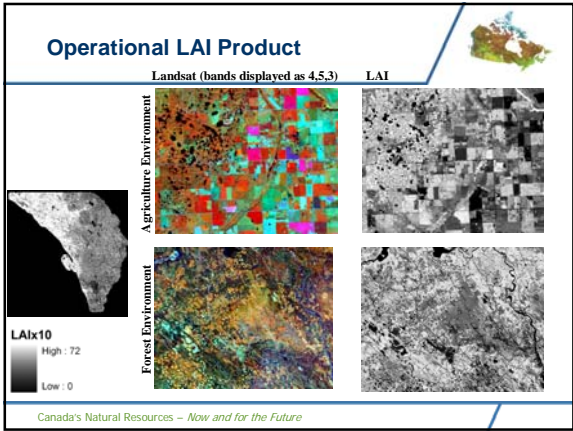 Operational LAI Product
Landsat (bands displayed as 4,5,3) LAI
Agriculture Environment
Forest Environment
LAIx10
High : 72
Low : 0
Canada's Natural Resources – Now and for the Future